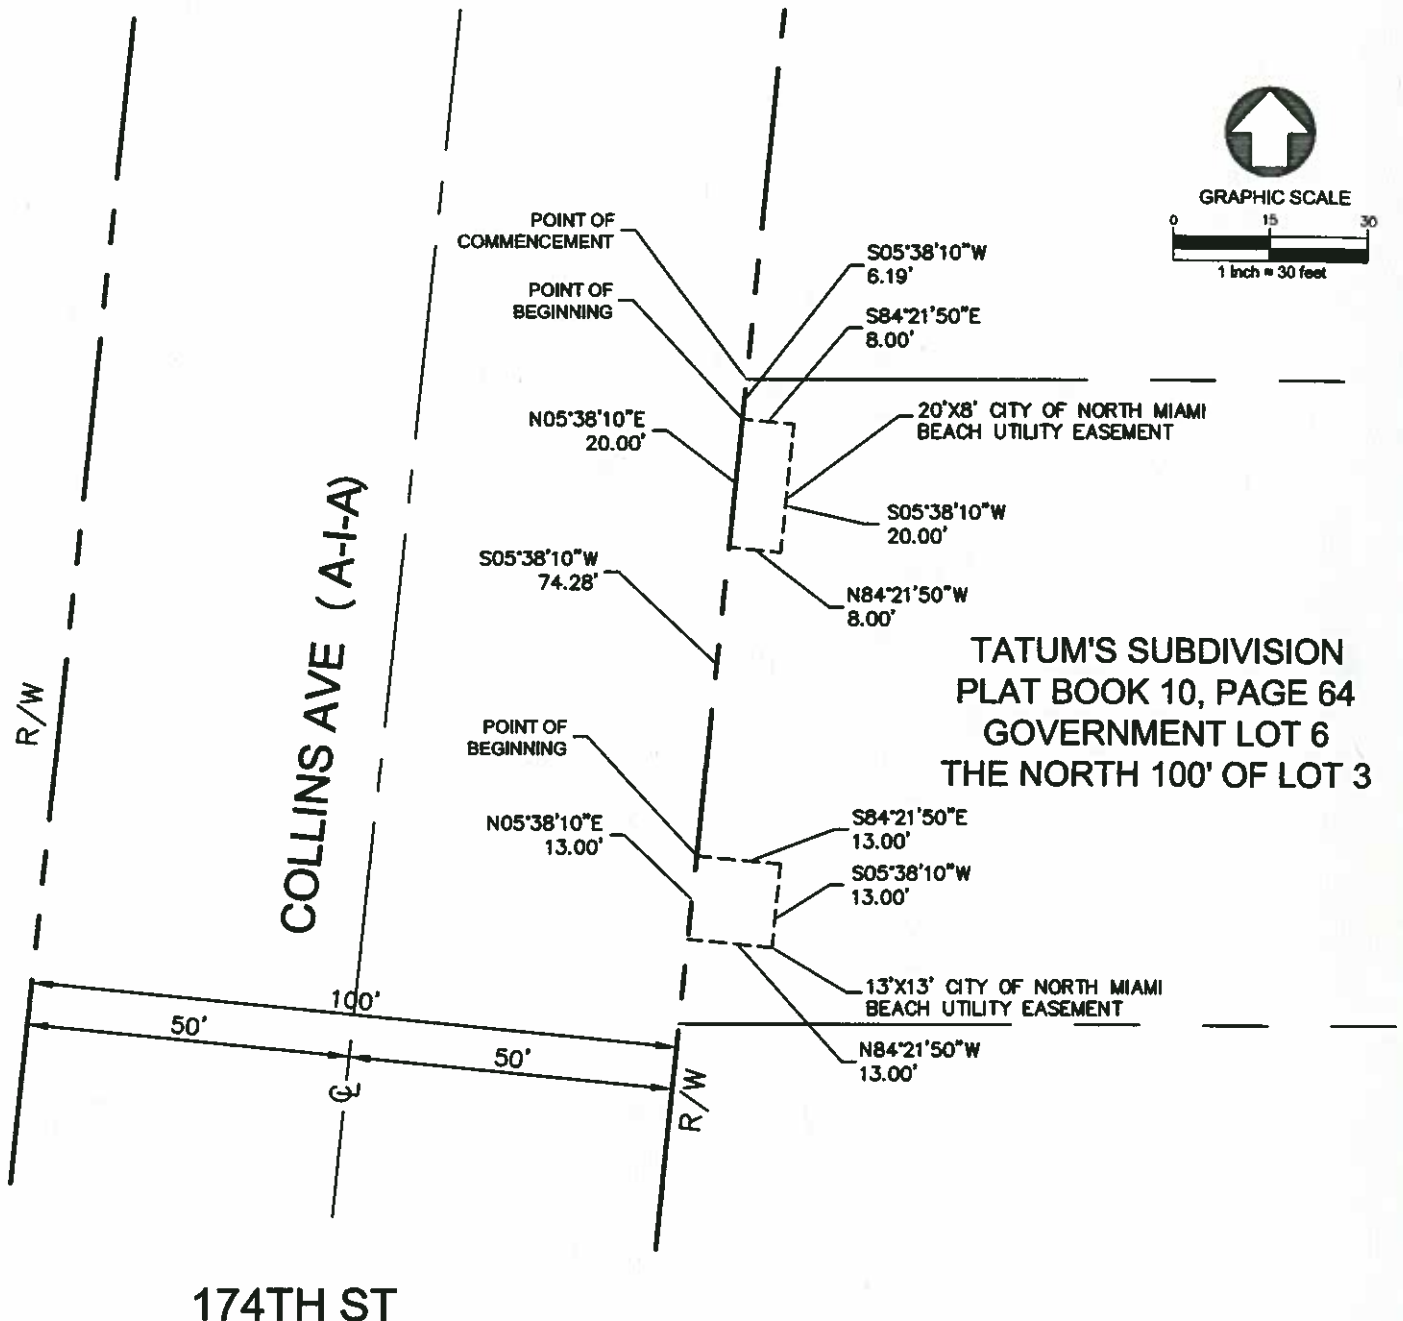 GRAPHIC SCALE
0 15 30
1 inch = 30 feet
POINT OF
COMMENCEMENT
S05°38'10"W
6.19'
POINT OF
BEGINNING
S84°21'50"E
8.00'
N05°38'10"E
20.00'
20'X8' CITY OF NORTH MIAMI
BEACH UTILITY EASEMENT
S05°38'10"W
20.00'
S05°38'10"W
74.28'
N84°21'50"W
8.00'
COLLINS AVE (A-I-A)
R/W
TATUM'S SUBDIVISION
PLAT BOOK 10, PAGE 64
GOVERNMENT LOT 6
THE NORTH 100' OF LOT 3
POINT OF
BEGINNING
N05°38'10"E
13.00'
S84°21'50"E
13.00'
S05°38'10"W
13.00'
13'X13' CITY OF NORTH MIAMI
BEACH UTILITY EASEMENT
N84°21'50"W
13.00'
100'
50'
50'
℄
R/W
174TH ST